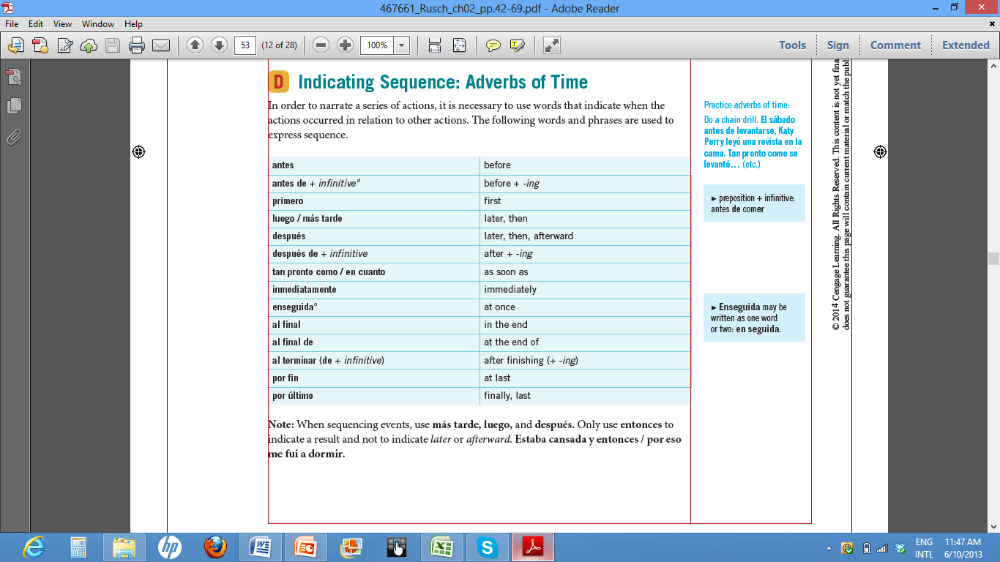 467661_Rusch_ch02_pp.42-69.pdf - Adobe Reader
File Edit View Window Help
53 (12 of 28) 100% Tools Sign Comment Extended
D Indicating Sequence: Adverbs of Time
In order to narrate a series of actions, it is necessary to use words that indicate when the
actions occurred in relation to other actions. The following words and phrases are used to
express sequence.
antes before
antes de + infinitive° before + -ing
primero first
luego / más tarde later, then
después later, then, afterward
después de + infinitive after + -ing
tan pronto como / en cuanto as soon as
inmediatamente immediately
enseguida° at once
al final in the end
al final de at the end of
al terminar (de + infinitive) after finishing (+ -ing)
por fin at last
por último finally, last
Note: When sequencing events, use más tarde, luego, and después. Only use entonces to
indicate a result and not to indicate later or afterward. Estaba cansada y entonces / por eso
me fui a dormir.
Practice adverbs of time:
Do a chain drill. El sábado
antes de levantarse, Katy
Perry leyó una revista en la
cama. Tan pronto como se
levantó… (etc.)
▶ preposition + infinitive:
antes de comer
▶ Enseguida may be
written as one word
or two: en seguida.
© 2014 Cengage Learning. All Rights Reserved. This content is not yet fina
does not guarantee this page will contain current material or match the publ
ENG 11:47 AM
INTL 6/10/2013